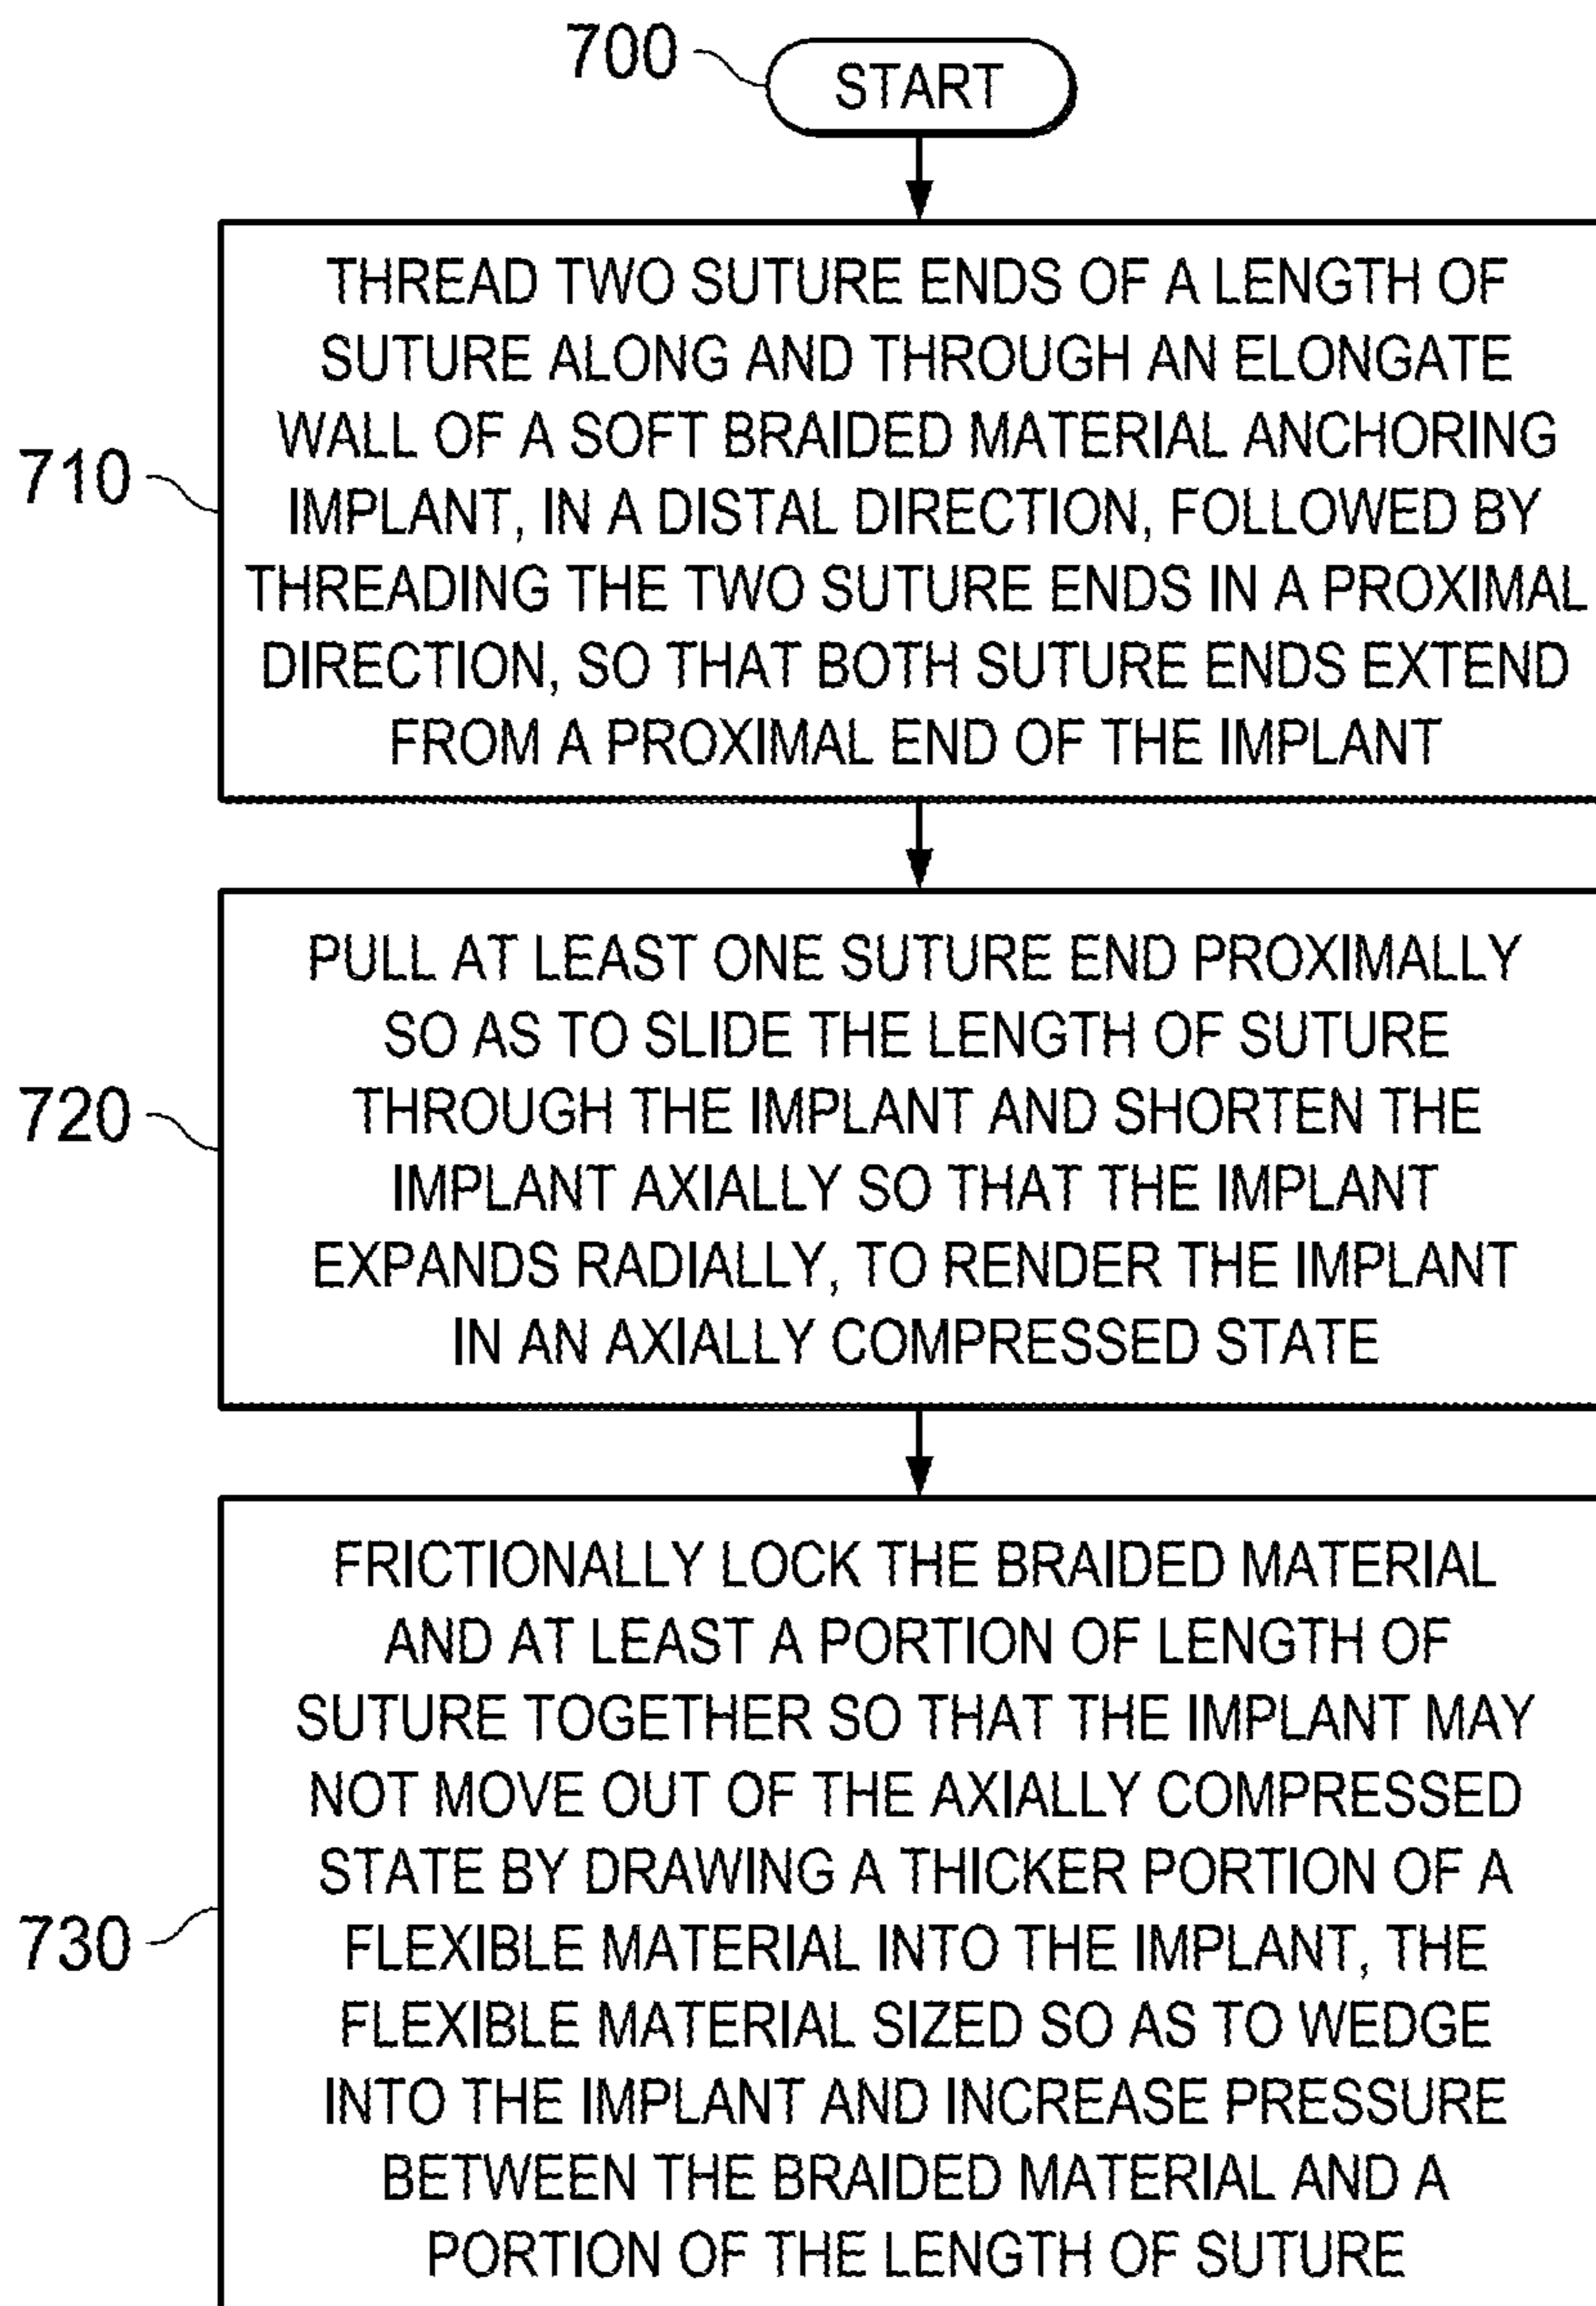 700
START
710
THREAD TWO SUTURE ENDS OF A LENGTH OF
SUTURE ALONG AND THROUGH AN ELONGATE
WALL OF A SOFT BRAIDED MATERIAL ANCHORING
IMPLANT, IN A DISTAL DIRECTION, FOLLOWED BY
THREADING THE TWO SUTURE ENDS IN A PROXIMAL
DIRECTION, SO THAT BOTH SUTURE ENDS EXTEND
FROM A PROXIMAL END OF THE IMPLANT
720
PULL AT LEAST ONE SUTURE END PROXIMALLY
SO AS TO SLIDE THE LENGTH OF SUTURE
THROUGH THE IMPLANT AND SHORTEN THE
IMPLANT AXIALLY SO THAT THE IMPLANT
EXPANDS RADIALLY, TO RENDER THE IMPLANT
IN AN AXIALLY COMPRESSED STATE
730
FRICTIONALLY LOCK THE BRAIDED MATERIAL
AND AT LEAST A PORTION OF LENGTH OF
SUTURE TOGETHER SO THAT THE IMPLANT MAY
NOT MOVE OUT OF THE AXIALLY COMPRESSED
STATE BY DRAWING A THICKER PORTION OF A
FLEXIBLE MATERIAL INTO THE IMPLANT, THE
FLEXIBLE MATERIAL SIZED SO AS TO WEDGE
INTO THE IMPLANT AND INCREASE PRESSURE
BETWEEN THE BRAIDED MATERIAL AND A
PORTION OF THE LENGTH OF SUTURE